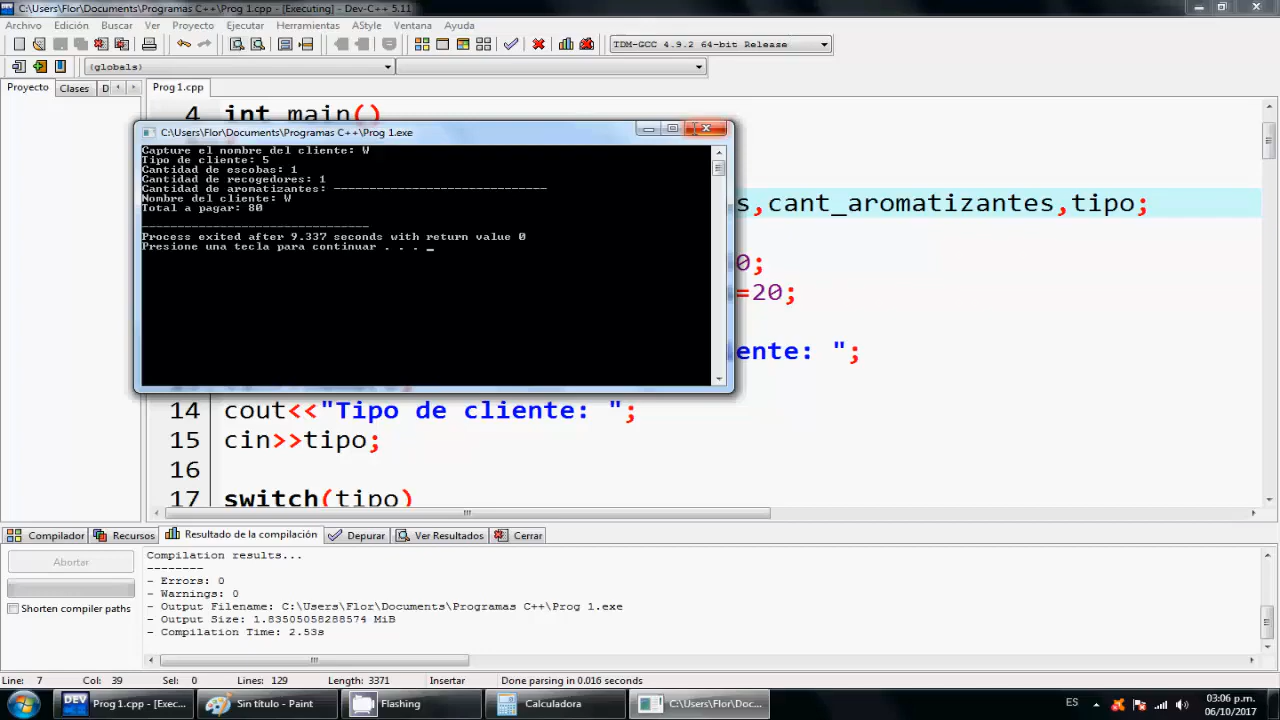 C:\Users\Flor\Documents\Programas C++\Prog 1.cpp - [Executing] - Dev-C++ 5.11
Archivo Edición Buscar Ver Proyecto Ejecutar Herramientas AStyle Ventana Ayuda
TDM-GCC 4.9.2 64-bit Release
(globals)
Proyecto Clases D Prog 1.cpp
4 int main()
C:\Users\Flor\Documents\Programas C++\Prog 1.exe
Capture el nombre del cliente: W
Tipo de cliente: 5
Cantidad de escobas: 1
Cantidad de recogedores: 1
Cantidad de aromatizantes: ------------------------------
Nombre del cliente: W
Total a pagar: 80
--------------------------------
Process exited after 9.337 seconds with return value 0
Presione una tecla para continuar . . . _
s,cant_aromatizantes,tipo;
0;
=20;
ente: ";
14 cout<<"Tipo de cliente: ";
15 cin>>tipo;
16
17 switch(tipo)
Compilador Recursos Resultado de la compilación Depurar Ver Resultados Cerrar
Abortar
Shorten compiler paths
Compilation results...
--------
- Errors: 0
- Warnings: 0
- Output Filename: C:\Users\Flor\Documents\Programas C++\Prog 1.exe
- Output Size: 1.83505058288574 MiB
- Compilation Time: 2.53s
Line: 7 Col: 39 Sel: 0 Lines: 129 Length: 3371 Insertar Done parsing in 0.016 seconds
Prog 1.cpp - [Exec... Sin título - Paint Flashing Calculadora C:\Users\Flor\Doc... ES 03:06 p.m.
06/10/2017